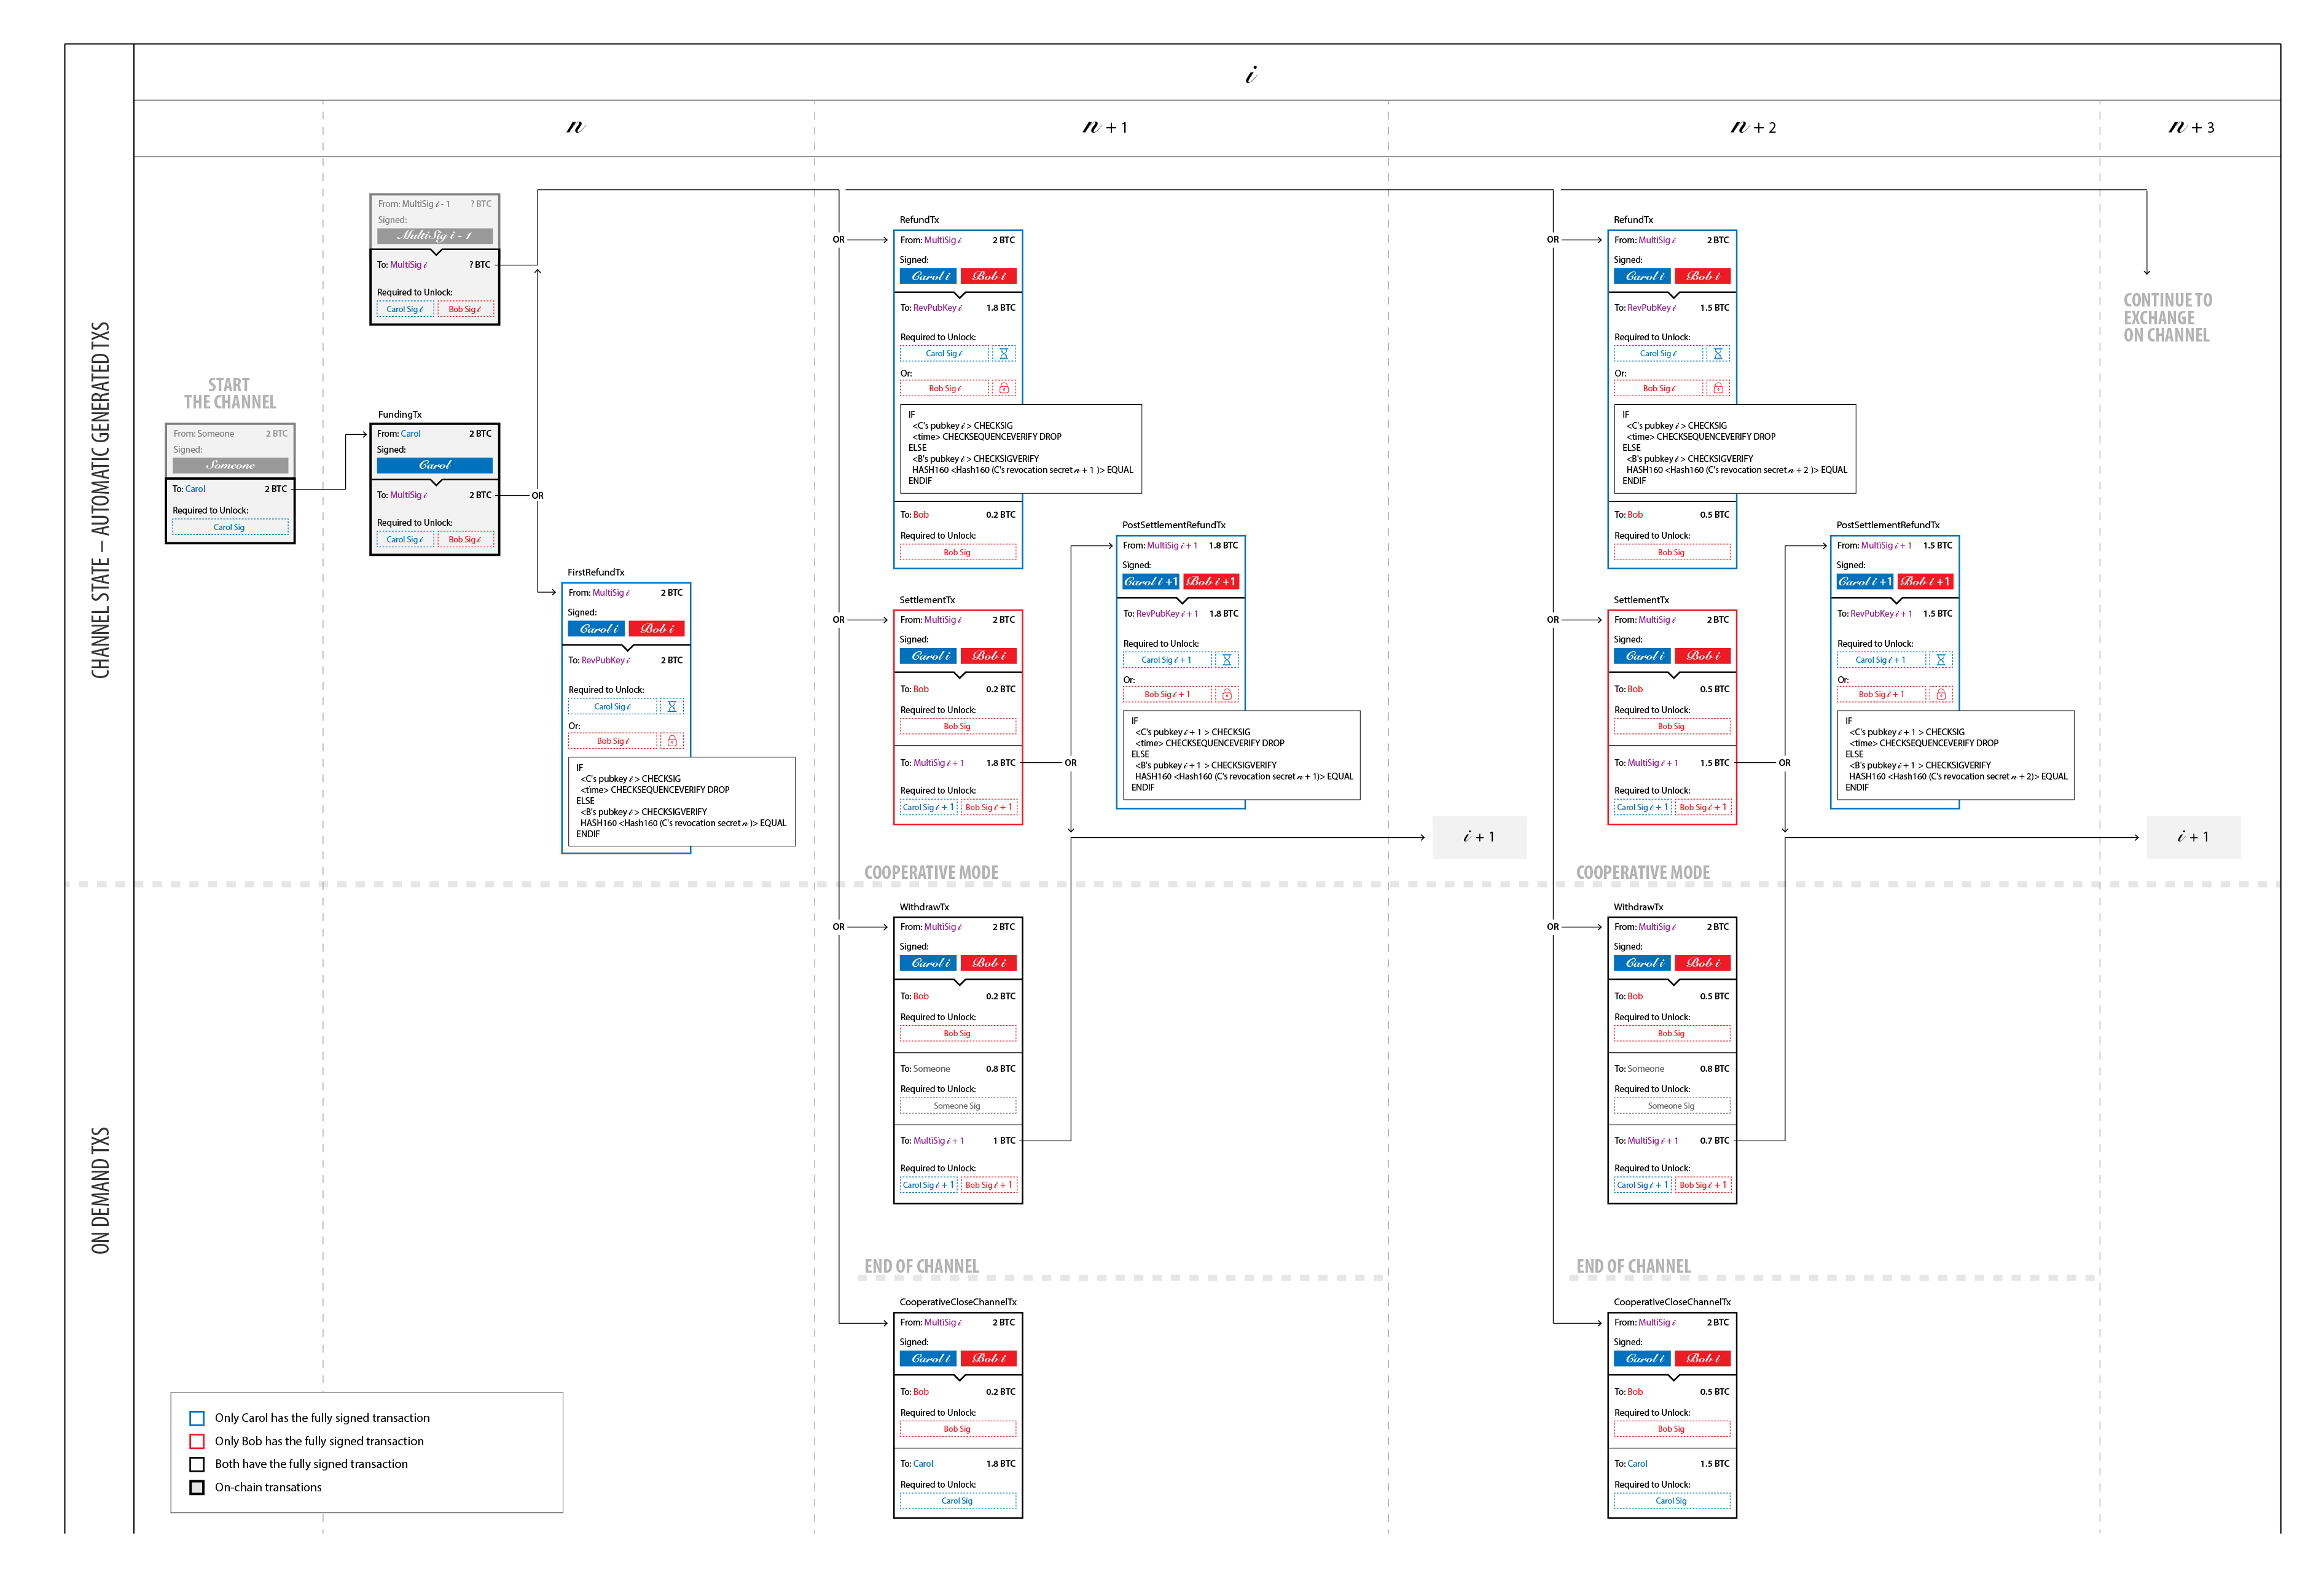 i
n
n + 1
n + 2
n + 3
CHANNEL STATE – AUTOMATIC GENERATED TXS
ON DEMAND TXS
START
THE CHANNEL
From: Someone 2 BTC
Signed:
Someone
To: Carol 2 BTC
Required to Unlock:
Carol Sig
From: MultiSig i - 1 ? BTC
Signed:
MultiSig i - 1
To: MultiSig i ? BTC
Required to Unlock:
Carol Sig i Bob Sig i
FundingTx
From: Carol 2 BTC
Signed:
Carol
To: MultiSig i 2 BTC
Required to Unlock:
Carol Sig i Bob Sig i
OR
FirstRefundTx
From: MultiSig i 2 BTC
Signed:
Carol i Bob i
To: RevPubKey i 2 BTC
Required to Unlock:
Carol Sig i
Or:
Bob Sig i
IF
<C's pubkey i > CHECKSIG
<time> CHECKSEQUENCEVERIFY DROP
ELSE
<B's pubkey i > CHECKSIGVERIFY
HASH160 <Hash160 (C's revocation secret n )> EQUAL
ENDIF
OR
RefundTx
From: MultiSig i 2 BTC
Signed:
Carol i Bob i
To: RevPubKey i 1.8 BTC
Required to Unlock:
Carol Sig i
Or:
Bob Sig i
IF
<C's pubkey i > CHECKSIG
<time> CHECKSEQUENCEVERIFY DROP
ELSE
<B's pubkey i > CHECKSIGVERIFY
HASH160 <Hash160 (C's revocation secret n + 1 )> EQUAL
ENDIF
To: Bob 0.2 BTC
Required to Unlock:
Bob Sig
OR
SettlementTx
From: MultiSig i 2 BTC
Signed:
Carol i Bob i
To: Bob 0.2 BTC
Required to Unlock:
Bob Sig
To: MultiSig i + 1 1.8 BTC
Required to Unlock:
Carol Sig i + 1 Bob Sig i + 1
OR
PostSettlementRefundTx
From: MultiSig i + 1 1.8 BTC
Signed:
Carol i +1 Bob i +1
To: RevPubKey i + 1 1.8 BTC
Required to Unlock:
Carol Sig i + 1
Or:
Bob Sig i + 1
IF
<C's pubkey i + 1 > CHECKSIG
<time> CHECKSEQUENCEVERIFY DROP
ELSE
<B's pubkey i + 1 > CHECKSIGVERIFY
HASH160 <Hash160 (C's revocation secret n + 1)> EQUAL
ENDIF
i + 1
COOPERATIVE MODE
OR
WithdrawTx
From: MultiSig i 2 BTC
Signed:
Carol i Bob i
To: Bob 0.2 BTC
Required to Unlock:
Bob Sig
To: Someone 0.8 BTC
Required to Unlock:
Someone Sig
To: MultiSig i + 1 1 BTC
Required to Unlock:
Carol Sig i + 1 Bob Sig i + 1
END OF CHANNEL
CooperativeCloseChannelTx
From: MultiSig i 2 BTC
Signed:
Carol i Bob i
To: Bob 0.2 BTC
Required to Unlock:
Bob Sig
To: Carol 1.8 BTC
Required to Unlock:
Carol Sig
OR
RefundTx
From: MultiSig i 2 BTC
Signed:
Carol i Bob i
To: RevPubKey i 1.5 BTC
Required to Unlock:
Carol Sig i
Or:
Bob Sig i
IF
<C's pubkey i > CHECKSIG
<time> CHECKSEQUENCEVERIFY DROP
ELSE
<B's pubkey i > CHECKSIGVERIFY
HASH160 <Hash160 (C's revocation secret n + 2 )> EQUAL
ENDIF
To: Bob 0.5 BTC
Required to Unlock:
Bob Sig
OR
SettlementTx
From: MultiSig i 2 BTC
Signed:
Carol i Bob i
To: Bob 0.5 BTC
Required to Unlock:
Bob Sig
To: MultiSig i + 1 1.5 BTC
Required to Unlock:
Carol Sig i + 1 Bob Sig i + 1
OR
PostSettlementRefundTx
From: MultiSig i + 1 1.5 BTC
Signed:
Carol i +1 Bob i +1
To: RevPubKey i + 1 1.5 BTC
Required to Unlock:
Carol Sig i + 1
Or:
Bob Sig i + 1
IF
<C's pubkey i + 1 > CHECKSIG
<time> CHECKSEQUENCEVERIFY DROP
ELSE
<B's pubkey i + 1 > CHECKSIGVERIFY
HASH160 <Hash160 (C's revocation secret n + 2)> EQUAL
ENDIF
i + 1
COOPERATIVE MODE
OR
WithdrawTx
From: MultiSig i 2 BTC
Signed:
Carol i Bob i
To: Bob 0.5 BTC
Required to Unlock:
Bob Sig
To: Someone 0.8 BTC
Required to Unlock:
Someone Sig
To: MultiSig i + 1 0.7 BTC
Required to Unlock:
Carol Sig i + 1 Bob Sig i + 1
END OF CHANNEL
CooperativeCloseChannelTx
From: MultiSig i 2 BTC
Signed:
Carol i Bob i
To: Bob 0.5 BTC
Required to Unlock:
Bob Sig
To: Carol 1.5 BTC
Required to Unlock:
Carol Sig
CONTINUE TO
EXCHANGE
ON CHANNEL
Only Carol has the fully signed transaction
Only Bob has the fully signed transaction
Both have the fully signed transaction
On-chain transations